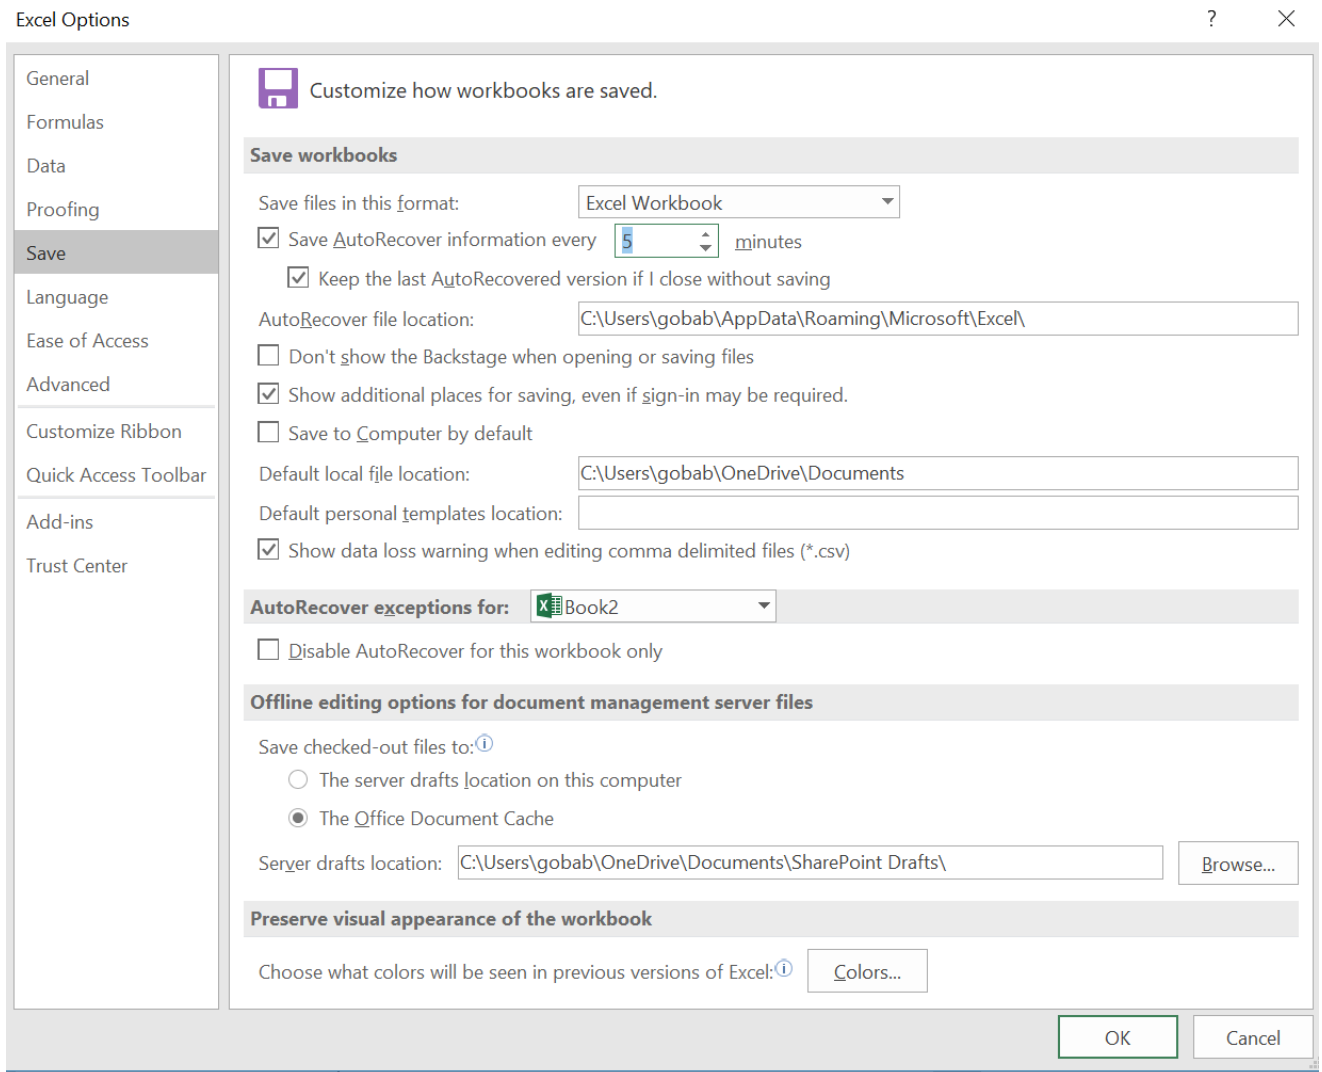 Excel Options
?
General
Formulas
Data
Proofing
Save
Language
Ease of Access
Advanced
Customize Ribbon
Quick Access Toolbar
Add-ins
Trust Center
Customize how workbooks are saved.
Save workbooks
Save files in this format: Excel Workbook
Save AutoRecover information every 5 minutes
Keep the last AutoRecovered version if I close without saving
AutoRecover file location: C:\Users\gobab\AppData\Roaming\Microsoft\Excel\
Don't show the Backstage when opening or saving files
Show additional places for saving, even if sign-in may be required.
Save to Computer by default
Default local file location: C:\Users\gobab\OneDrive\Documents
Default personal templates location:
Show data loss warning when editing comma delimited files (*.csv)
AutoRecover exceptions for: Book2
Disable AutoRecover for this workbook only
Offline editing options for document management server files
Save checked-out files to:
The server drafts location on this computer
The Office Document Cache
Server drafts location: C:\Users\gobab\OneDrive\Documents\SharePoint Drafts\ Browse...
Preserve visual appearance of the workbook
Choose what colors will be seen in previous versions of Excel: Colors...
OK Cancel